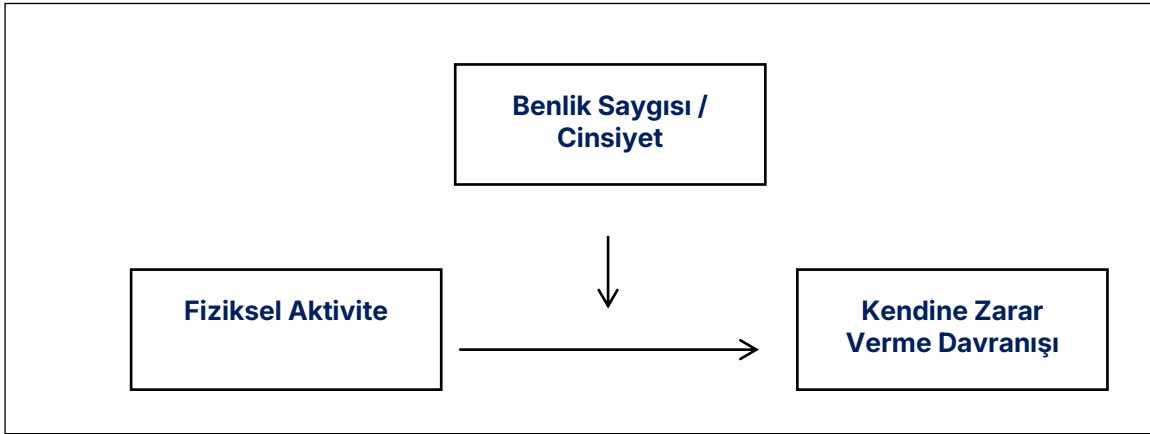 Benlik Saygısı /
Cinsiyet
Fiziksel Aktivite
Kendine Zarar
Verme Davranışı